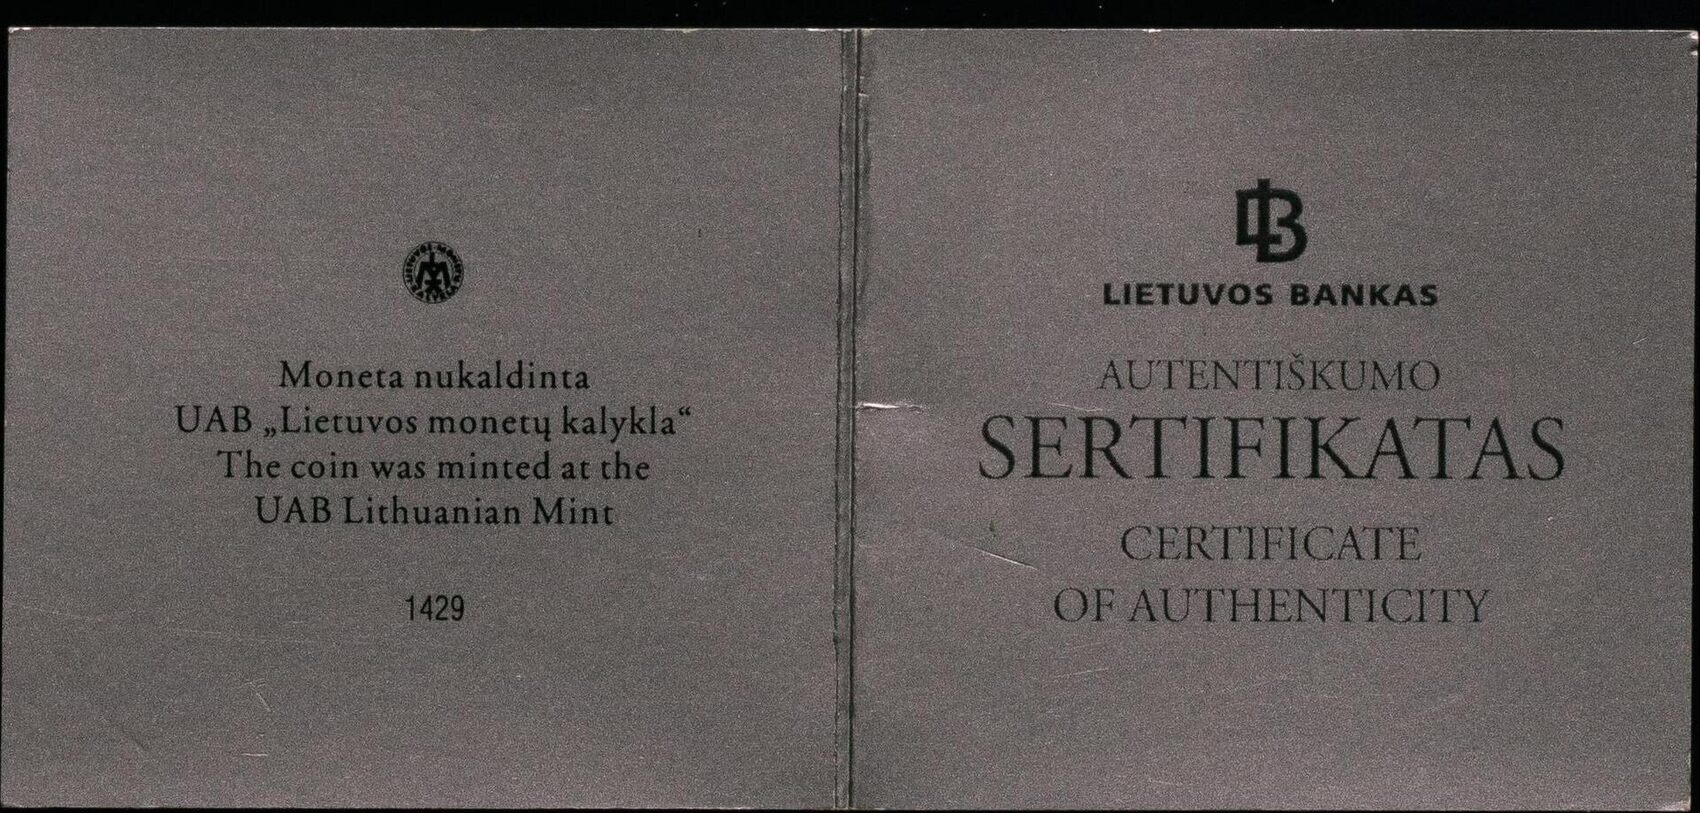 Moneta nukaldinta
UAB „Lietuvos monetų kalykla“
The coin was minted at the
UAB Lithuanian Mint
1429
LB
LIETUVOS BANKAS
AUTENTIŠKUMO
SERTIFIKATAS
CERTIFICATE
OF AUTHENTICITY